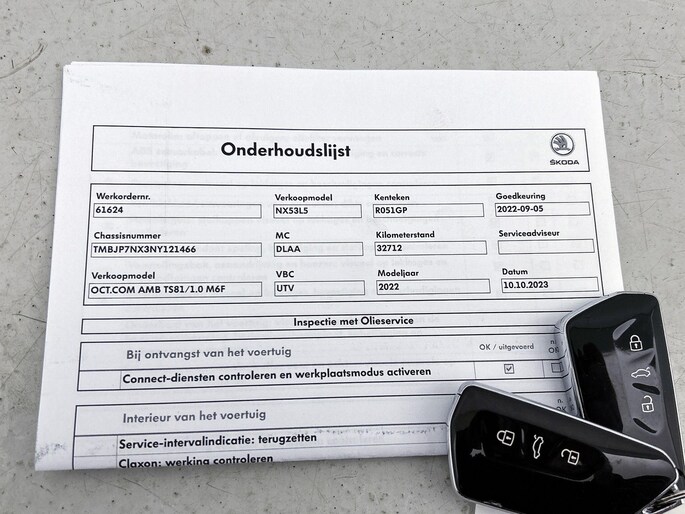 Onderhoudslijst
ŠKODA
Werkordernr. Verkoopmodel Kenteken Goedkeuring
61624 NX53L5 R051GP 2022-09-05
Chassisnummer MC Kilometerstand Serviceadviseur
TMBJP7NX3NY121466 DLAA 32712
Verkoopmodel VBC Modeljaar Datum
OCT.COM AMB TS81/1.0 M6F UTV 2022 10.10.2023
Inspectie met Olieservice
Bij ontvangst van het voertuig OK / uitgevoerd
Connect-diensten controleren en werkplaatsmodus activeren
Interieur van het voertuig
Service-intervalindicatie: terugzetten
Claxon: werking controleren